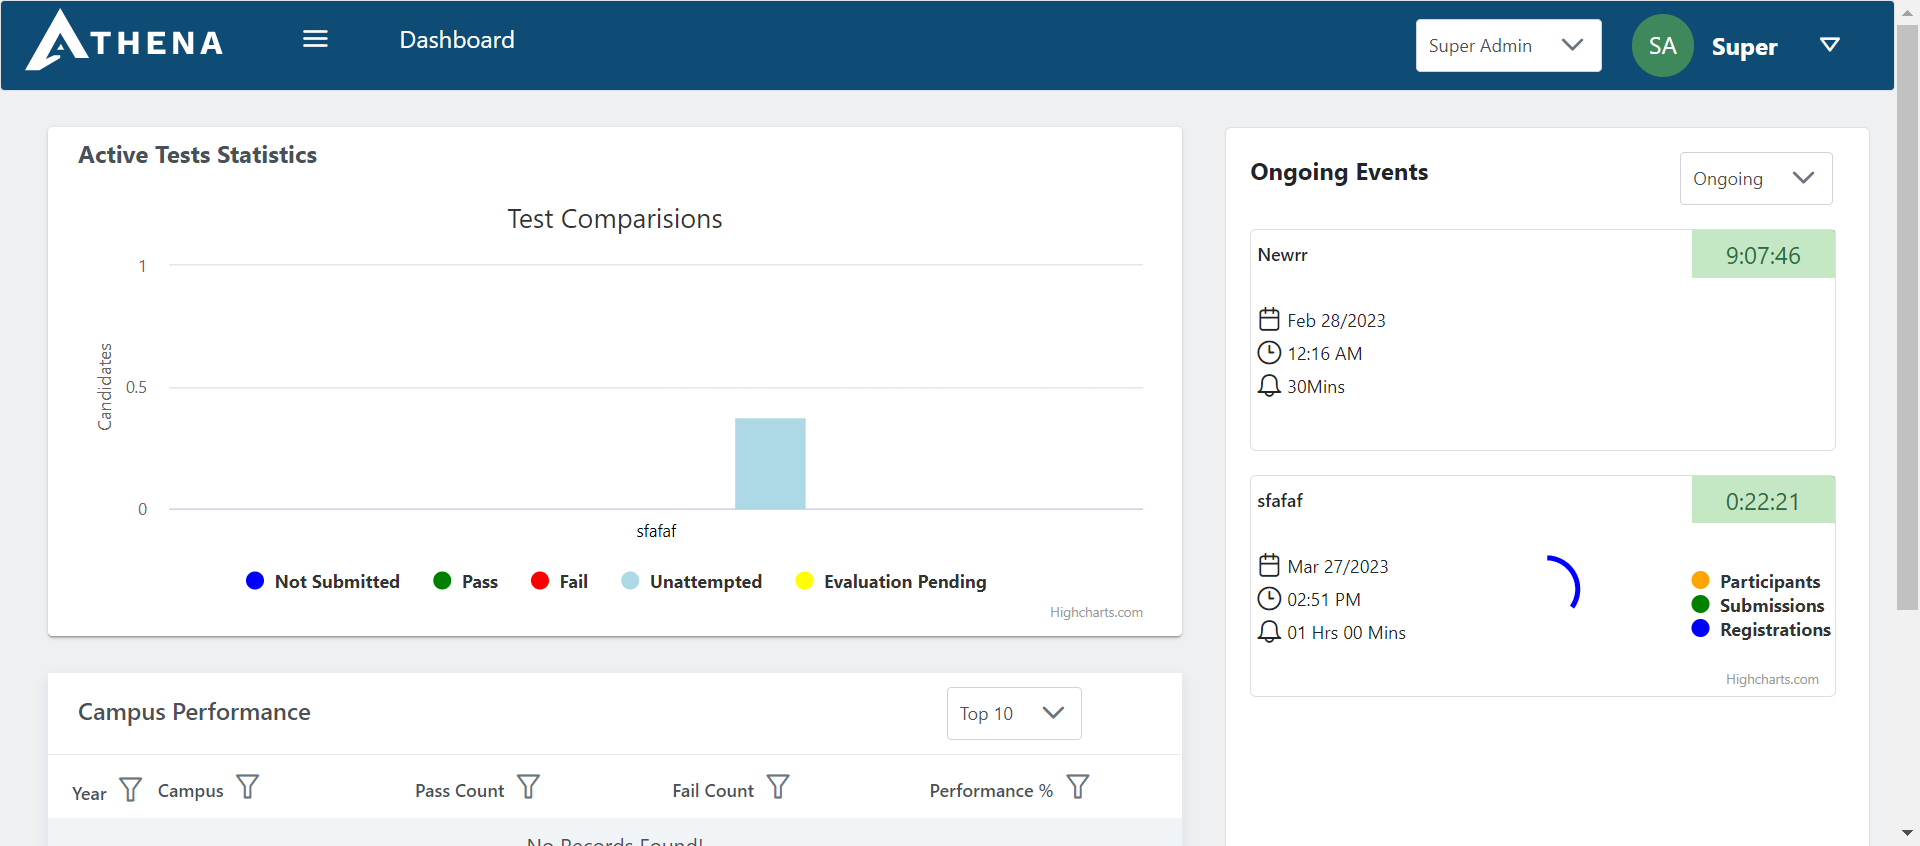 ATHENA
Dashboard
Super Admin
SA
Super
Active Tests Statistics
Test Comparisions
1
0.5
0
Candidates
sfafaf
Not Submitted
Pass
Fail
Unattempted
Evaluation Pending
Highcharts.com
Campus Performance
Top 10
Year
Campus
Pass Count
Fail Count
Performance %
No Records Found!
Ongoing Events
Ongoing
Newrr
9:07:46
Feb 28/2023
12:16 AM
30Mins
sfafaf
0:22:21
Mar 27/2023
02:51 PM
01 Hrs 00 Mins
Participants
Submissions
Registrations
Highcharts.com